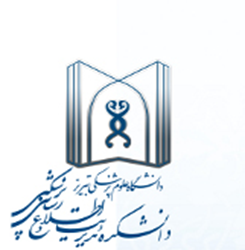 دانشگاه علوم پزشکی تبریز
دانشکده مدیریت و اطلاع رسانی پزشکی